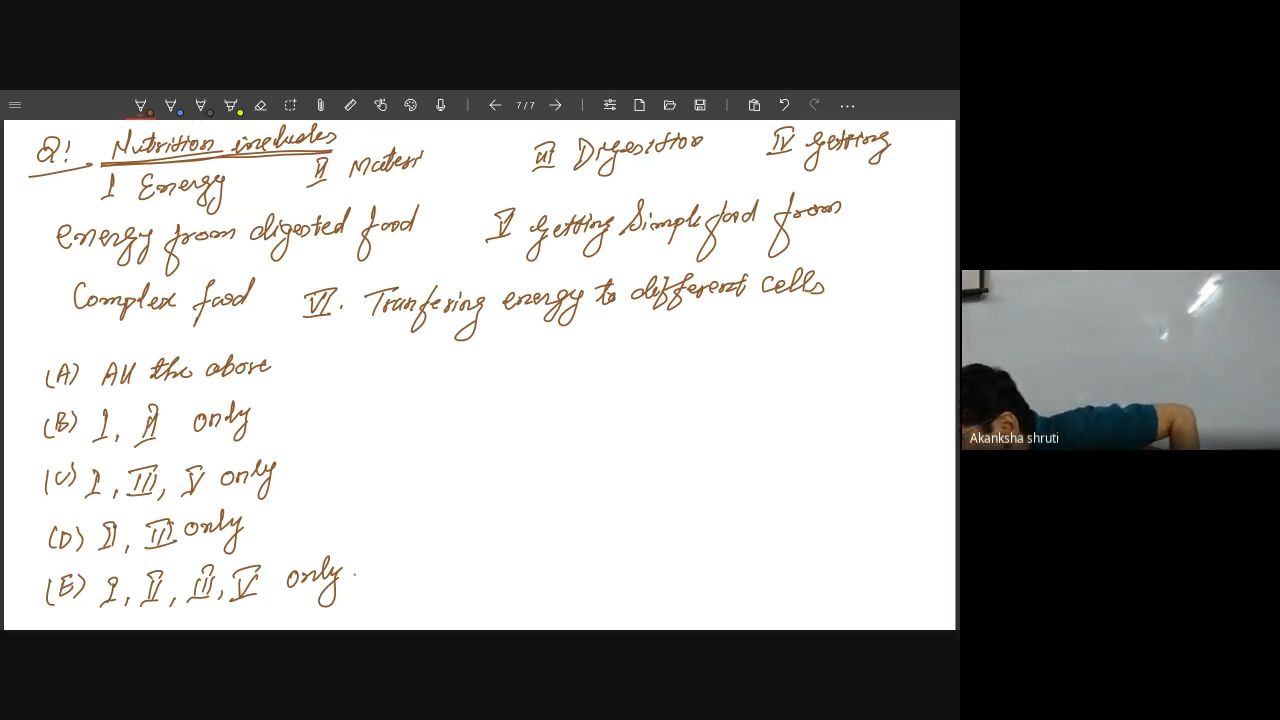 7/7
Q! Nutrition includes
I Energy II Materi III Digesition IV getting
energy from digested food V getting Simple food from
Complex food VI. Tranfering energy to different cells
(A) All the above
(B) I, II only
(C) I, III, V only
(D) II, III only
(E) I, II, III, V only.
Akanksha shruti